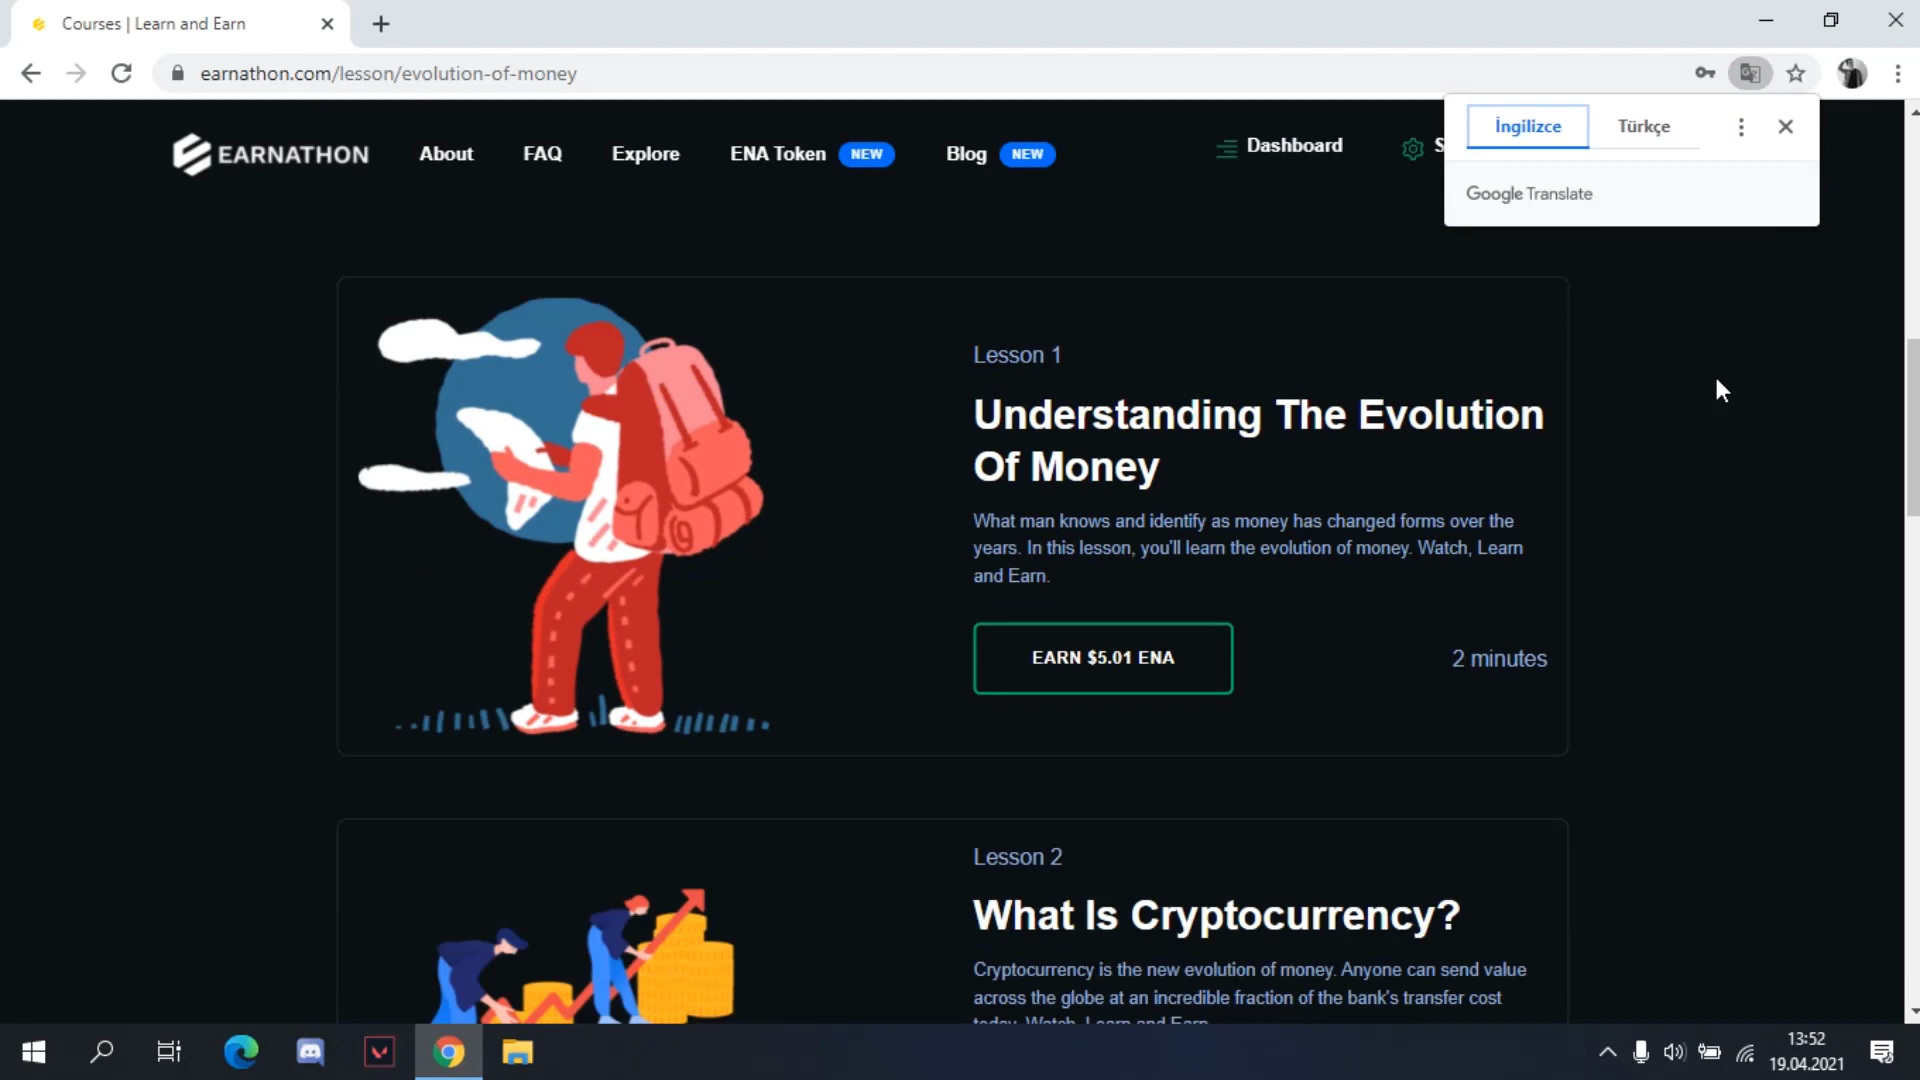 Courses | Learn and Earn
earnathon.com/lesson/evolution-of-money
İngilizce
Türkçe
Google Translate
EARNATHON
About
FAQ
Explore
ENA Token NEW
Blog NEW
Dashboard
S
Lesson 1
Understanding The Evolution
Of Money
What man knows and identify as money has changed forms over the
years. In this lesson, you'll learn the evolution of money. Watch, Learn
and Earn.
EARN $5.01 ENA
2 minutes
Lesson 2
What Is Cryptocurrency?
Cryptocurrency is the new evolution of money. Anyone can send value
across the globe at an incredible fraction of the bank's transfer cost
today. Watch, Learn and Earn.
13:52
19.04.2021